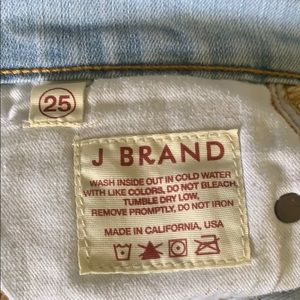 25
J BRAND
WASH INSIDE OUT IN COLD WATER
WITH LIKE COLORS, DO NOT BLEACH,
TUMBLE DRY LOW,
REMOVE PROMPTLY, DO NOT IRON
MADE IN CALIFORNIA, USA